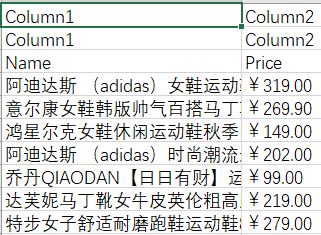 Column1 Column2
Column1 Column2
Name Price
阿迪达斯 （adidas）女鞋运动 ￥319.00
意尔康女鞋韩版帅气百搭马丁 ￥269.90
鸿星尔克女鞋休闲运动鞋秋季 ￥149.00
阿迪达斯 （adidas）时尚潮流 ￥202.00
乔丹QIAODAN【日日有财】运 ￥99.00
达芙妮马丁靴女牛皮英伦粗高 ￥219.00
特步女子舒适耐磨跑鞋运动鞋 ￥279.00